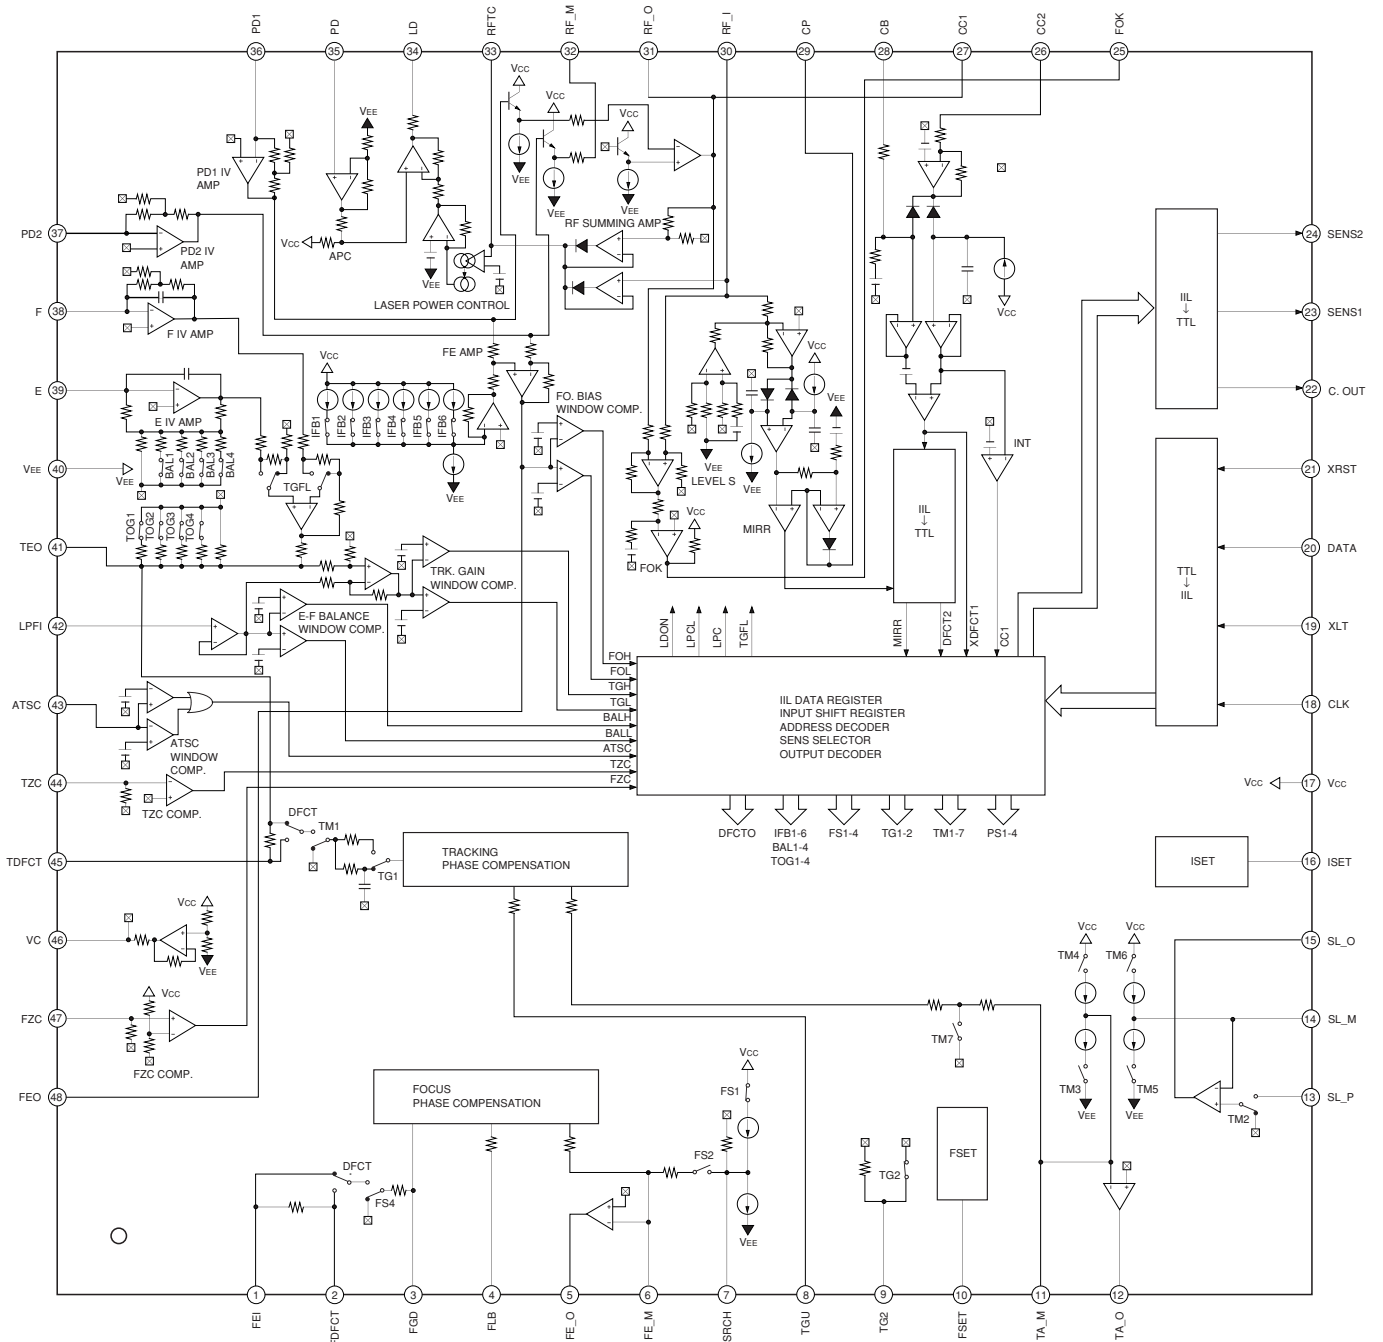 PD1
PD
LD
RFTC
RF_M
RF_O
RF_I
CP
CB
CC1
CC2
FOK
36
35
34
33
32
31
30
29
28
27
26
25
VCC
VCC
VCC
VEE
PD1 IV
AMP
VEE
VEE
VEE
PD2
37
PD2 IV
AMP
VCC
APC
RF SUMMING AMP
24
SENS2
VEE
LASER POWER CONTROL
VCC
IIL
↓
TTL
F
38
F IV AMP
23
SENS1
FE AMP
VCC
VCC
E
39
E IV AMP
IFB1
IFB2
IFB3
IFB4
IFB5
IFB6
FO. BIAS
WINDOW COMP.
VEE
22
C. OUT
BAL1
BAL2
BAL3
BAL4
INT
VEE
40
VEE
TGFL
VEE
VEE
LEVEL S
VEE
21
XRST
TOG1
TOG2
TOG3
TOG4
VCC
MIRR
IIL
↓
TTL
TEO
41
20
DATA
FOK
TRK. GAIN
WINDOW COMP.
TTL
↓
IIL
LPFI
42
E-F BALANCE
WINDOW COMP.
LDON
LPCL
LPC
TGFL
MIRR
DFCT2
XDFCT1
CC1
19
XLT
FOH
FOL
TGH
TGL
BALH
BALL
ATSC
TZC
FZC
IIL DATA REGISTER
INPUT SHIFT REGISTER
ADDRESS DECODER
SENS SELECTOR
OUTPUT DECODER
ATSC
43
18
CLK
ATSC
WINDOW
COMP.
TZC
44
TZC COMP.
VCC
17
VCC
DFCTO
IFB1-6
BAL1-4
TOG1-4
FS1-4
TG1-2
TM1-7
PS1-4
DFCT
TM1
TG1
TRACKING
PHASE COMPENSATION
TDFCT
45
ISET
16
ISET
VCC
VC
46
VEE
VCC
TM4
VCC
TM6
15
SL_O
VCC
FZC
47
FZC COMP.
TM7
14
SL_M
VCC
FS1
TM3
TM5
VEE
VEE
FEO
48
FOCUS
PHASE COMPENSATION
TM2
13
SL_P
FSET
DFCT
FS4
FS2
TG2
VEE
1
2
3
4
5
6
7
8
9
10
11
12
FEI
FDFCT
FGD
FLB
FE_O
FE_M
SRCH
TGU
TG2
FSET
TA_M
TA_O